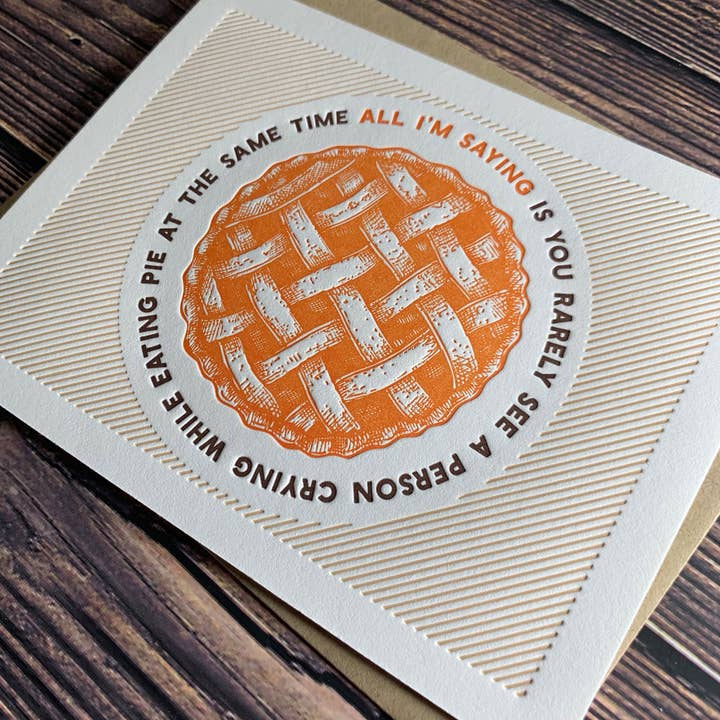 ALL I'M SAYING IS YOU RARELY SEE A PERSON CRYING WHILE EATING PIE AT THE SAME TIME